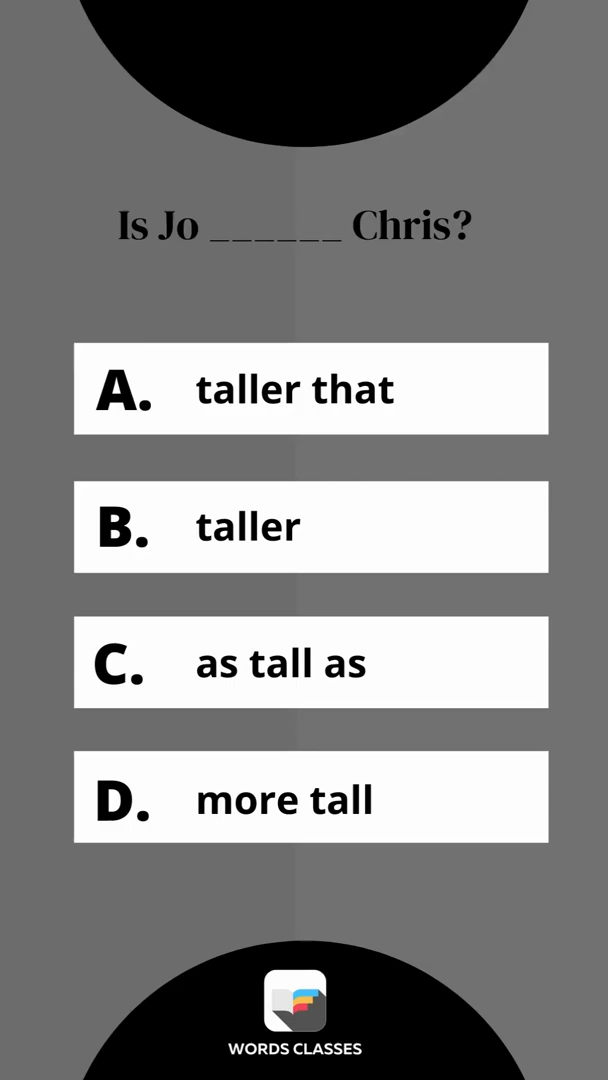 Is Jo ______ Chris?
A. taller that
B. taller
C. as tall as
D. more tall
WORDS CLASSES